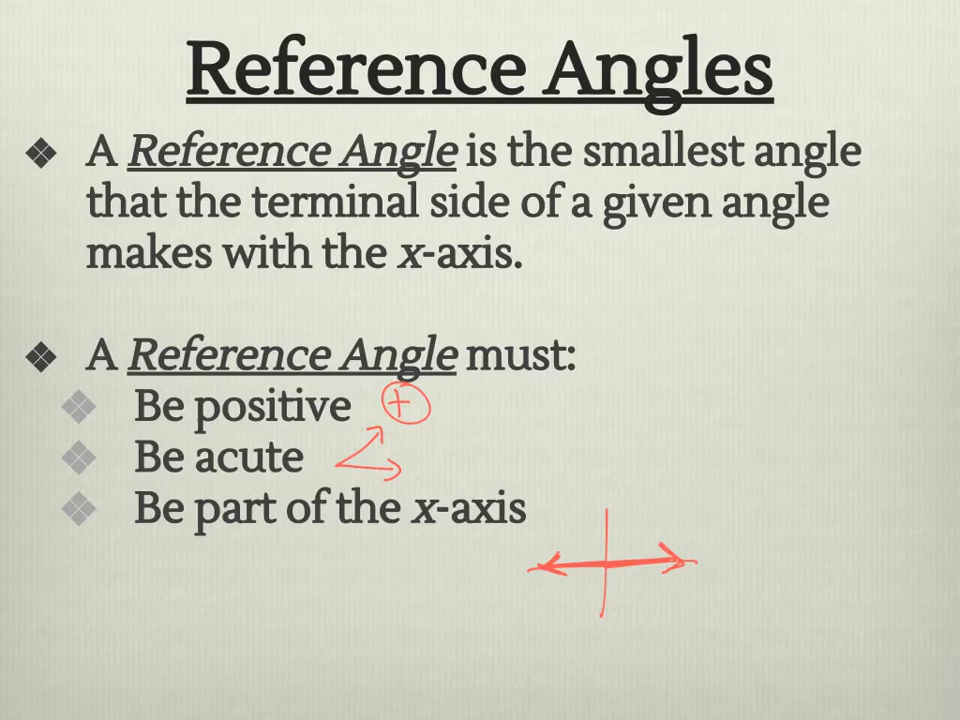 Reference Angles
❖ A Reference Angle is the smallest angle
that the terminal side of a given angle
makes with the x-axis.
❖ A Reference Angle must:
❖ Be positive +
❖ Be acute
❖ Be part of the x-axis